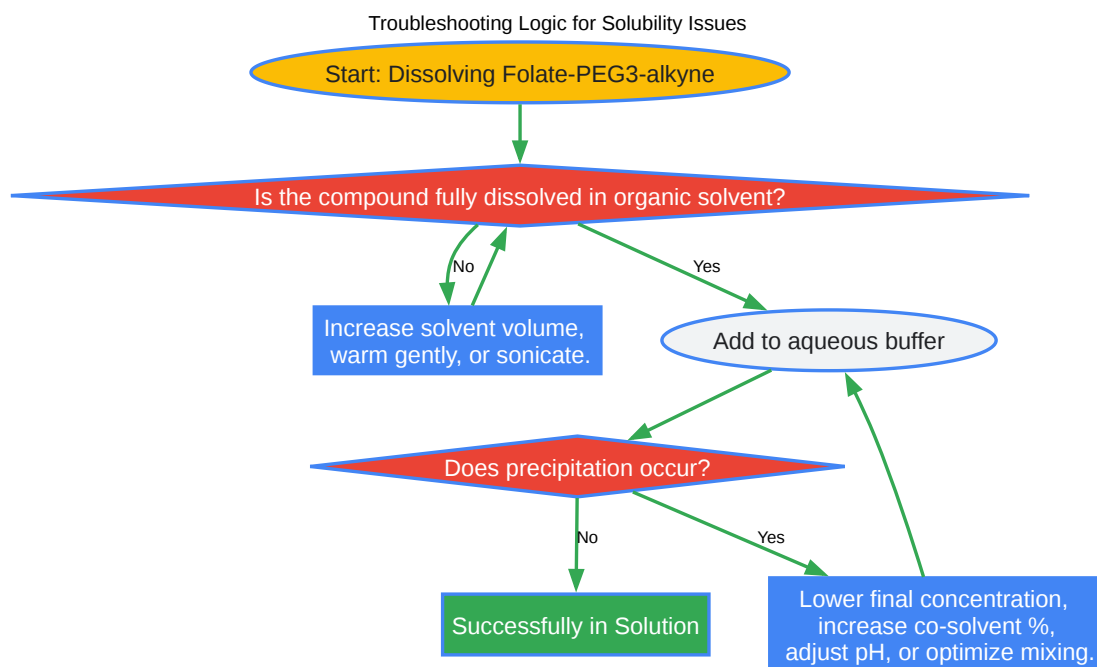 Troubleshooting Logic for Solubility Issues
Start: Dissolving Folate-PEG3-alkyne
Is the compound fully dissolved in organic solvent?
No
Yes
Increase solvent volume,
warm gently, or sonicate.
Add to aqueous buffer
Does precipitation occur?
No
Yes
Successfully in Solution
Lower final concentration,
increase co-solvent %,
adjust pH, or optimize mixing.